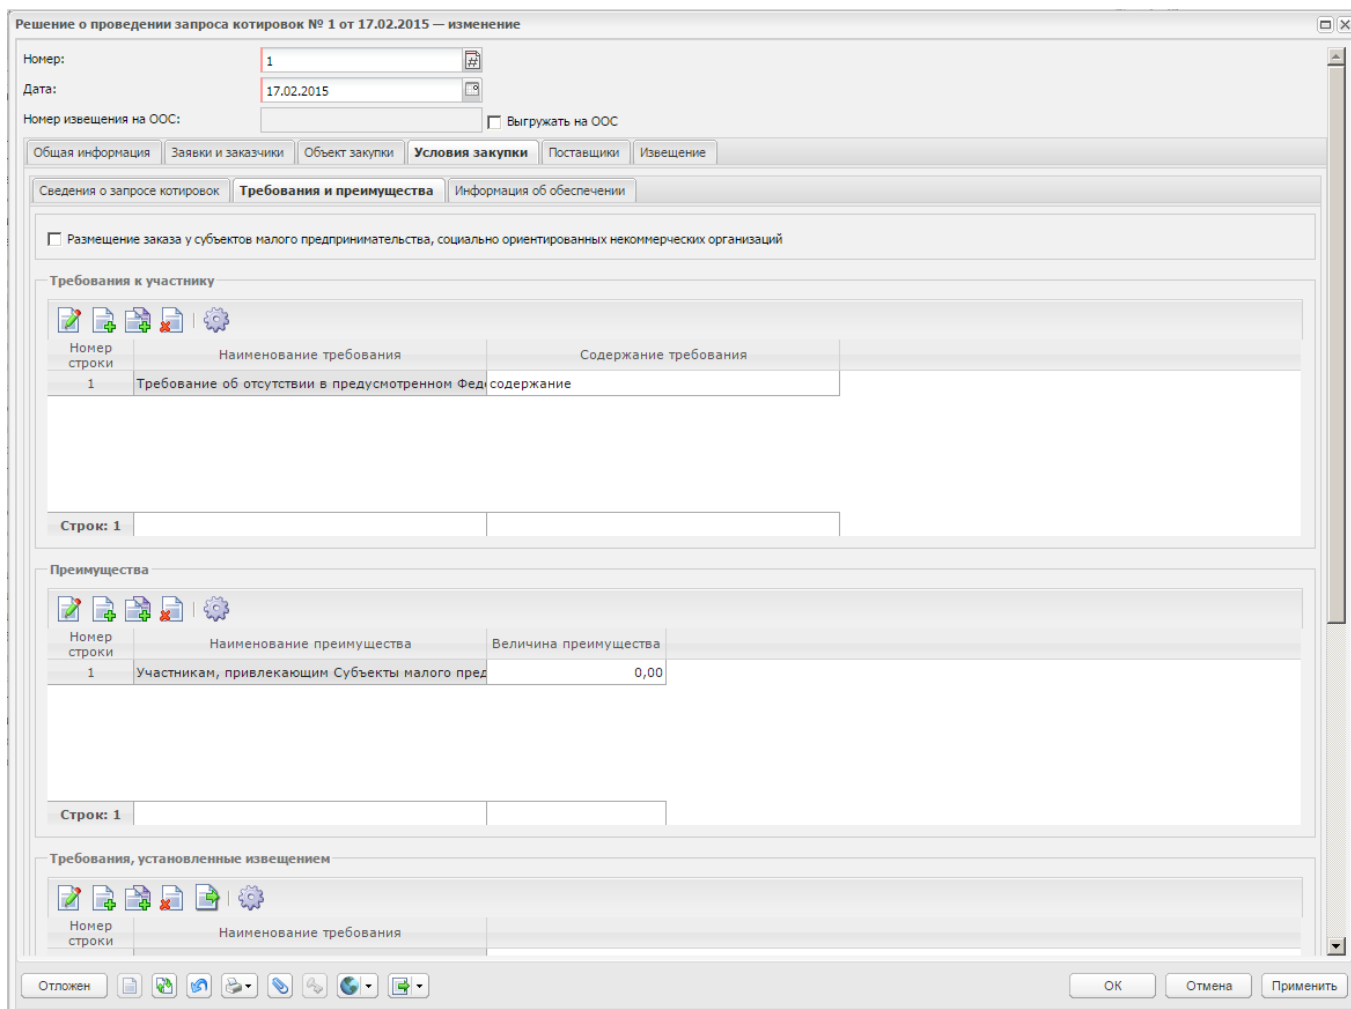 Решение о проведении запроса котировок № 1 от 17.02.2015 — изменение
Номер:
1
Дата:
17.02.2015
Номер извещения на ООС:
Выгружать на ООС
Общая информация
Заявки и заказчики
Объект закупки
Условия закупки
Поставщики
Извещение
Сведения о запросе котировок
Требования и преимущества
Информация об обеспечении
Размещение заказа у субъектов малого предпринимательства, социально ориентированных некоммерческих организаций
Требования к участнику
Номер
строки
Наименование требования
Содержание требования
1
Требование об отсутствии в предусмотренном Фед
содержание
Строк: 1
Преимущества
Номер
строки
Наименование преимущества
Величина преимущества
1
Участникам, привлекающим Субъекты малого пред
0,00
Строк: 1
Требования, установленные извещением
Номер
строки
Наименование требования
Отложен
ОК
Отмена
Применить